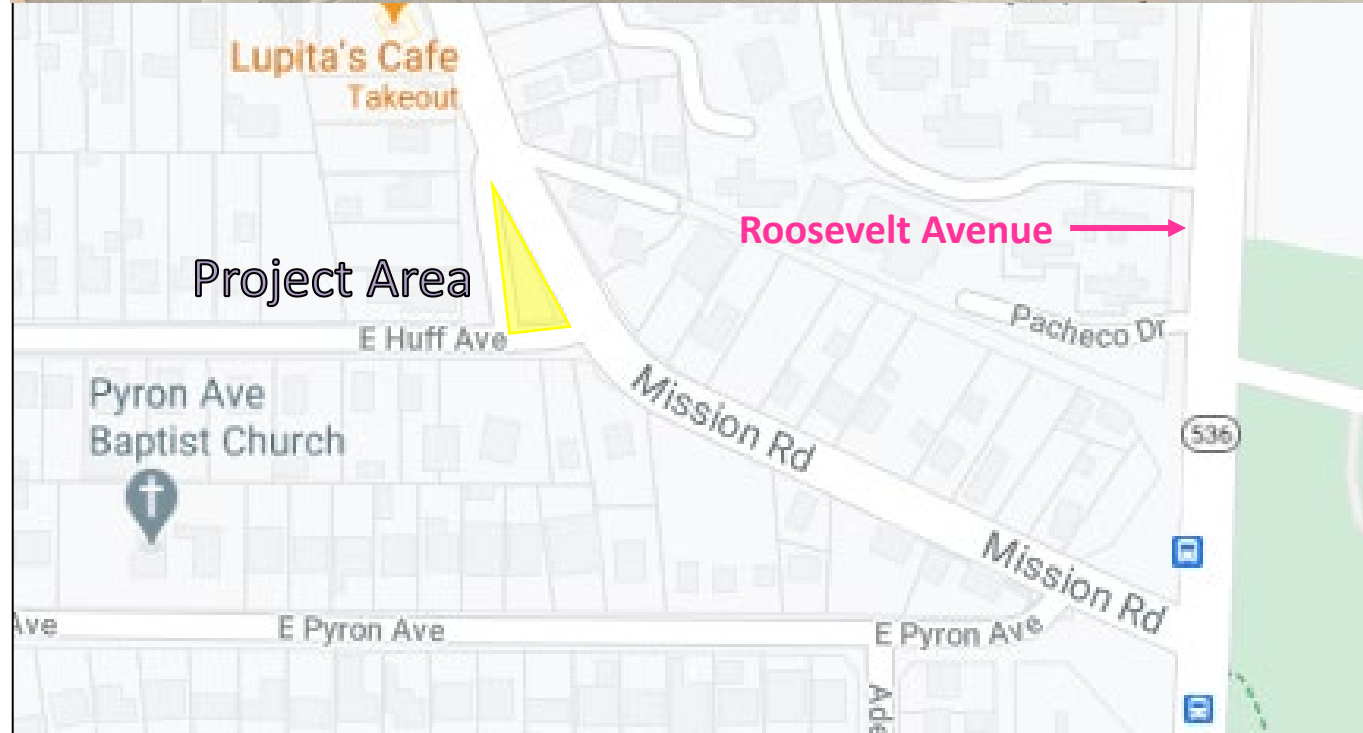 Lupita's Cafe
Takeout
Roosevelt Avenue
Project Area
Pacheco Dr
E Huff Ave
Pyron Ave
Baptist Church
Mission Rd
536
Mission Rd
Ave
E Pyron Ave
E Pyron Ave
Ade